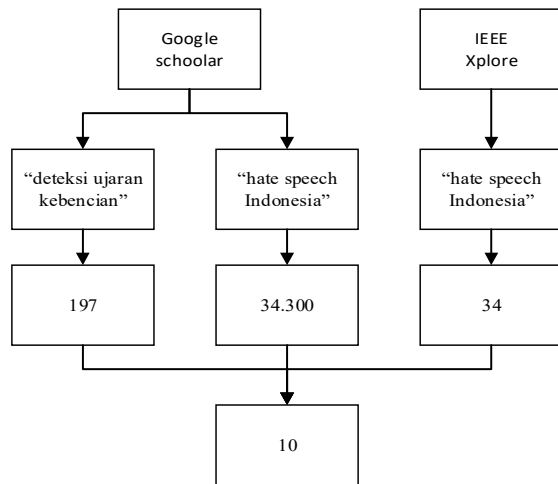 Google
schoolar
IEEE
Xplore
“deteksi ujaran
kebencian”
“hate speech
Indonesia”
“hate speech
Indonesia”
197
34.300
34
10